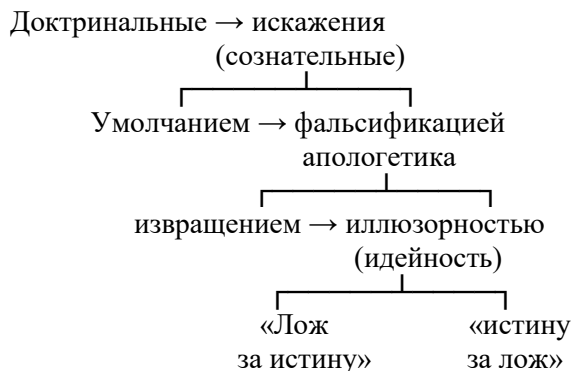 Доктринальные → искажения
(сознательные)
Умолчанием → фальсификацией
апологетика
извращением → иллюзорностью
(идейность)
«Лож «истину
за истину» за лож»